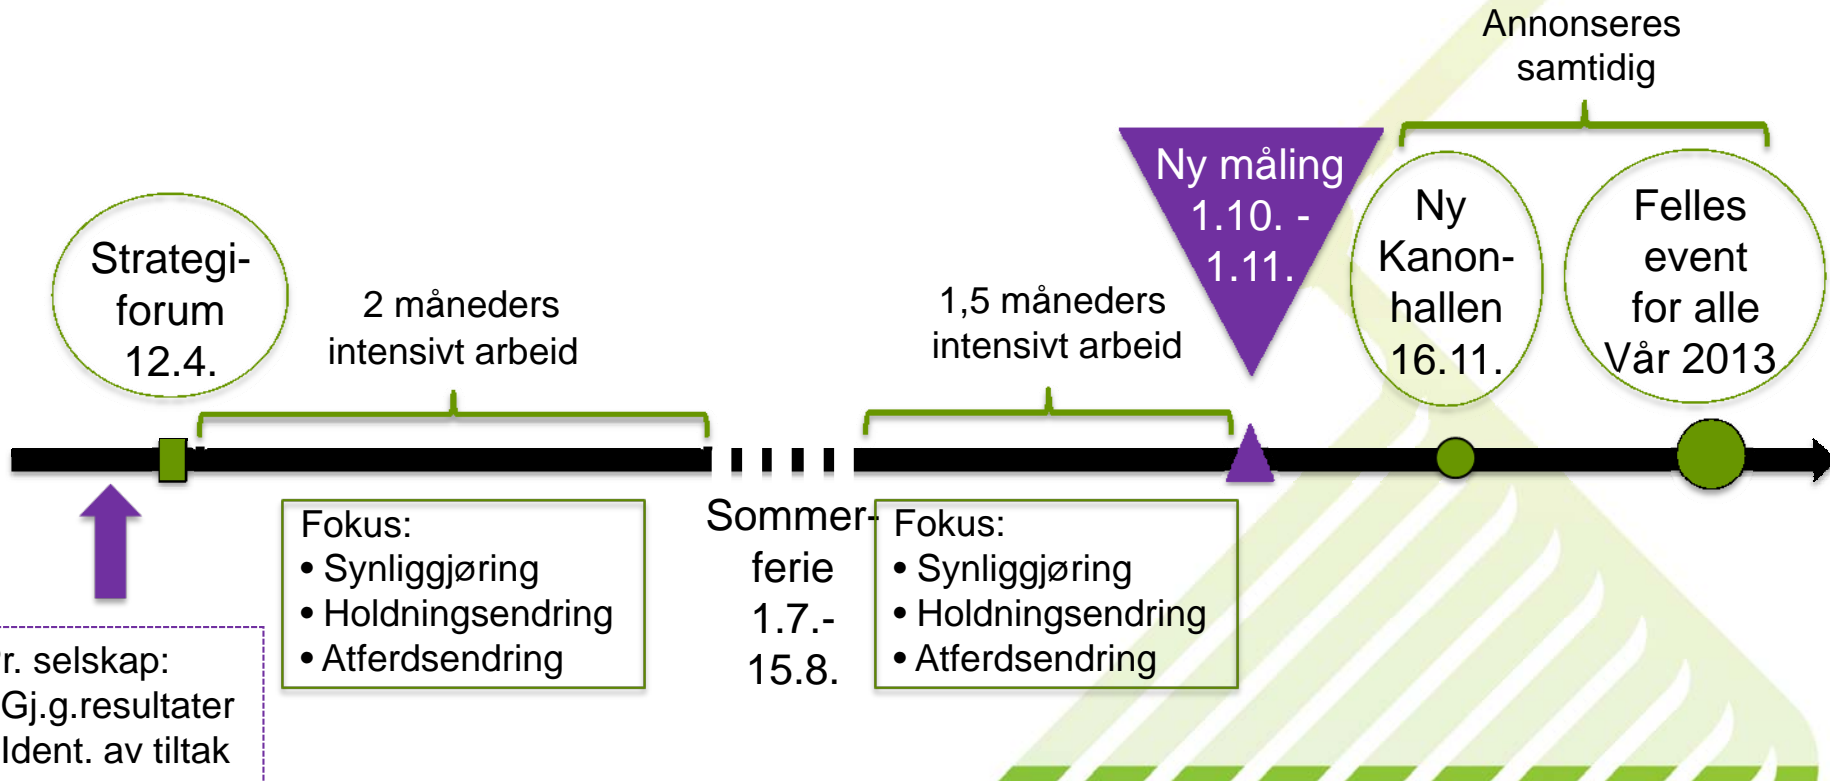 Annonseres
samtidig
Strategi-
forum
12.4.
2 måneders
intensivt arbeid
1,5 måneders
intensivt arbeid
Ny måling
1.10. -
1.11.
Ny
Kanon-
hallen
16.11.
Felles
event
for alle
Vår 2013
Fokus:
• Synliggjøring
• Holdningsendring
• Atferdsendring
Sommer-
ferie
1.7.-
15.8.
Fokus:
• Synliggjøring
• Holdningsendring
• Atferdsendring
r. selskap:
Gj.g.resultater
Ident. av tiltak